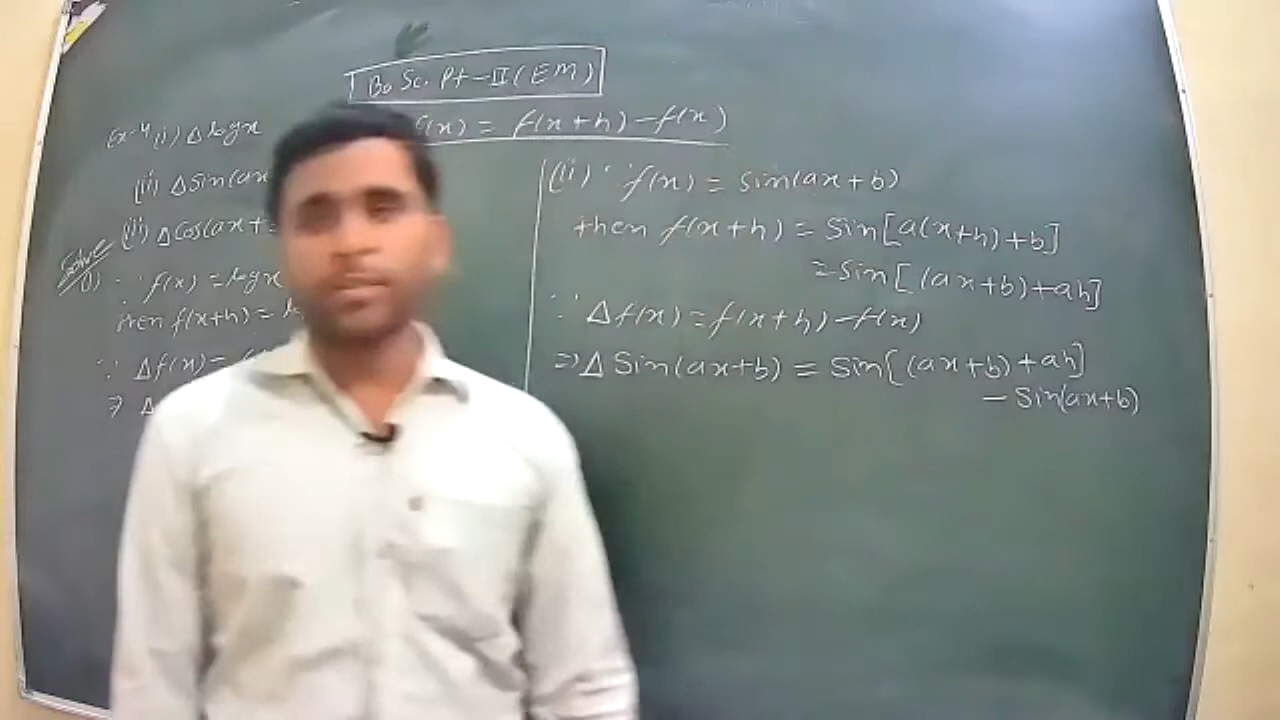 B. Sc. Pt-II (EM)
Ex-4 (i) Δ log x
f(x) = f(x+h) - f(x)
(ii) Δ Sin(ax
(iii) Δ Cos(ax+
Solve
(i) ∵ f(x) = log x
then f(x+h) =
∵ Δf(x) =
⇒ Δ
(ii) ∵ f(x) = Sin(ax+b)
then f(x+h) = Sin[a(x+h)+b]
= Sin[(ax+b)+ah]
∵ Δf(x) = f(x+h) - f(x)
⇒ Δ Sin(ax+b) = Sin[(ax+b)+ah]
- Sin(ax+b)